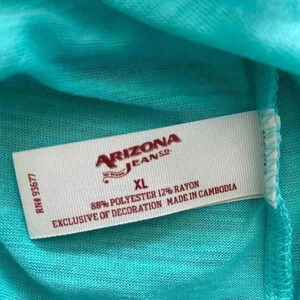 ARIZONA
JEAN CO.
XL
88% POLYESTER 12% RAYON
EXCLUSIVE OF DECORATION MADE IN CAMBODIA
RN# 93677